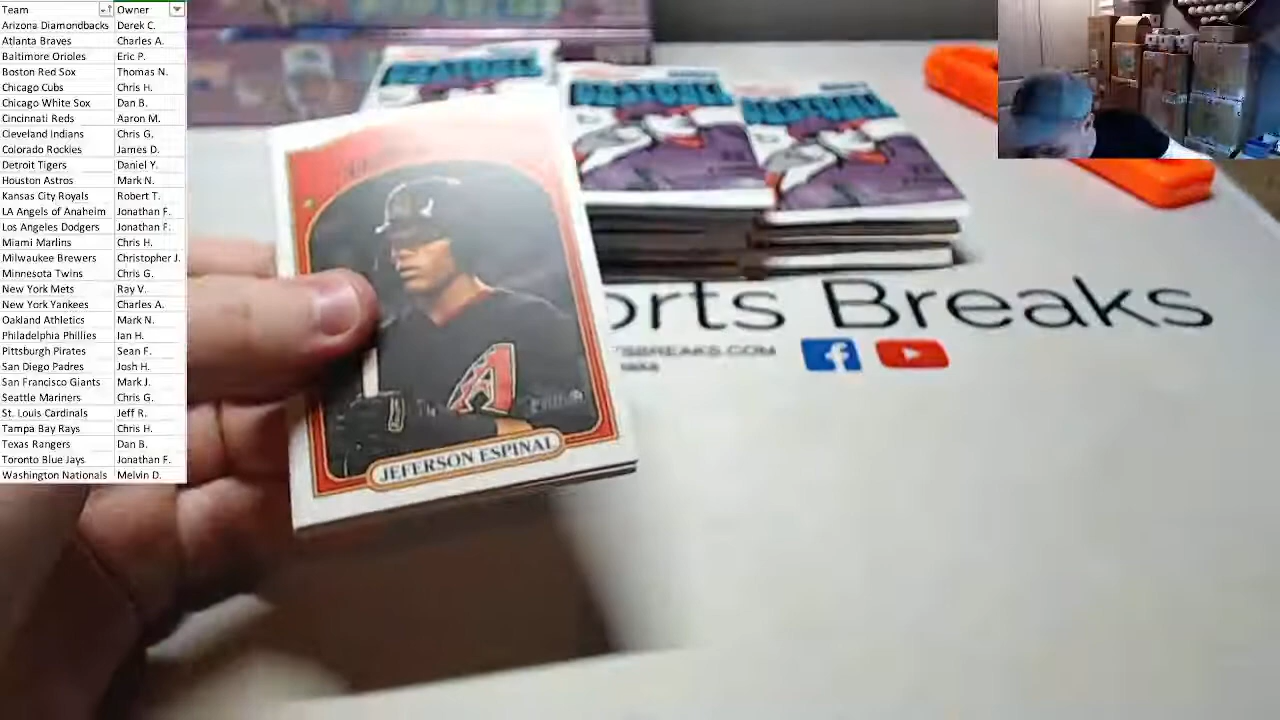 Team Owner
Arizona Diamondbacks Derek C.
Atlanta Braves Charles A.
Baltimore Orioles Eric P.
Boston Red Sox Thomas N.
Chicago Cubs Chris H.
Chicago White Sox Dan B.
Cincinnati Reds Aaron M.
Cleveland Indians Chris G.
Colorado Rockies James D.
Detroit Tigers Daniel Y.
Houston Astros Mark N.
Kansas City Royals Robert T.
LA Angels of Anaheim Jonathan F.
Los Angeles Dodgers Jonathan F.
Miami Marlins Chris H.
Milwaukee Brewers Christopher J.
Minnesota Twins Chris G.
New York Mets Ray V.
New York Yankees Charles A.
Oakland Athletics Mark N.
Philadelphia Phillies Ian H.
Pittsburgh Pirates Sean F.
San Diego Padres Josh H.
San Francisco Giants Mark J.
Seattle Mariners Chris G.
St. Louis Cardinals Jeff R.
Tampa Bay Rays Chris H.
Texas Rangers Dan B.
Toronto Blue Jays Jonathan F.
Washington Nationals Melvin D.
JEFERSON ESPINAL
orts Breaks
SBREAKS.COM